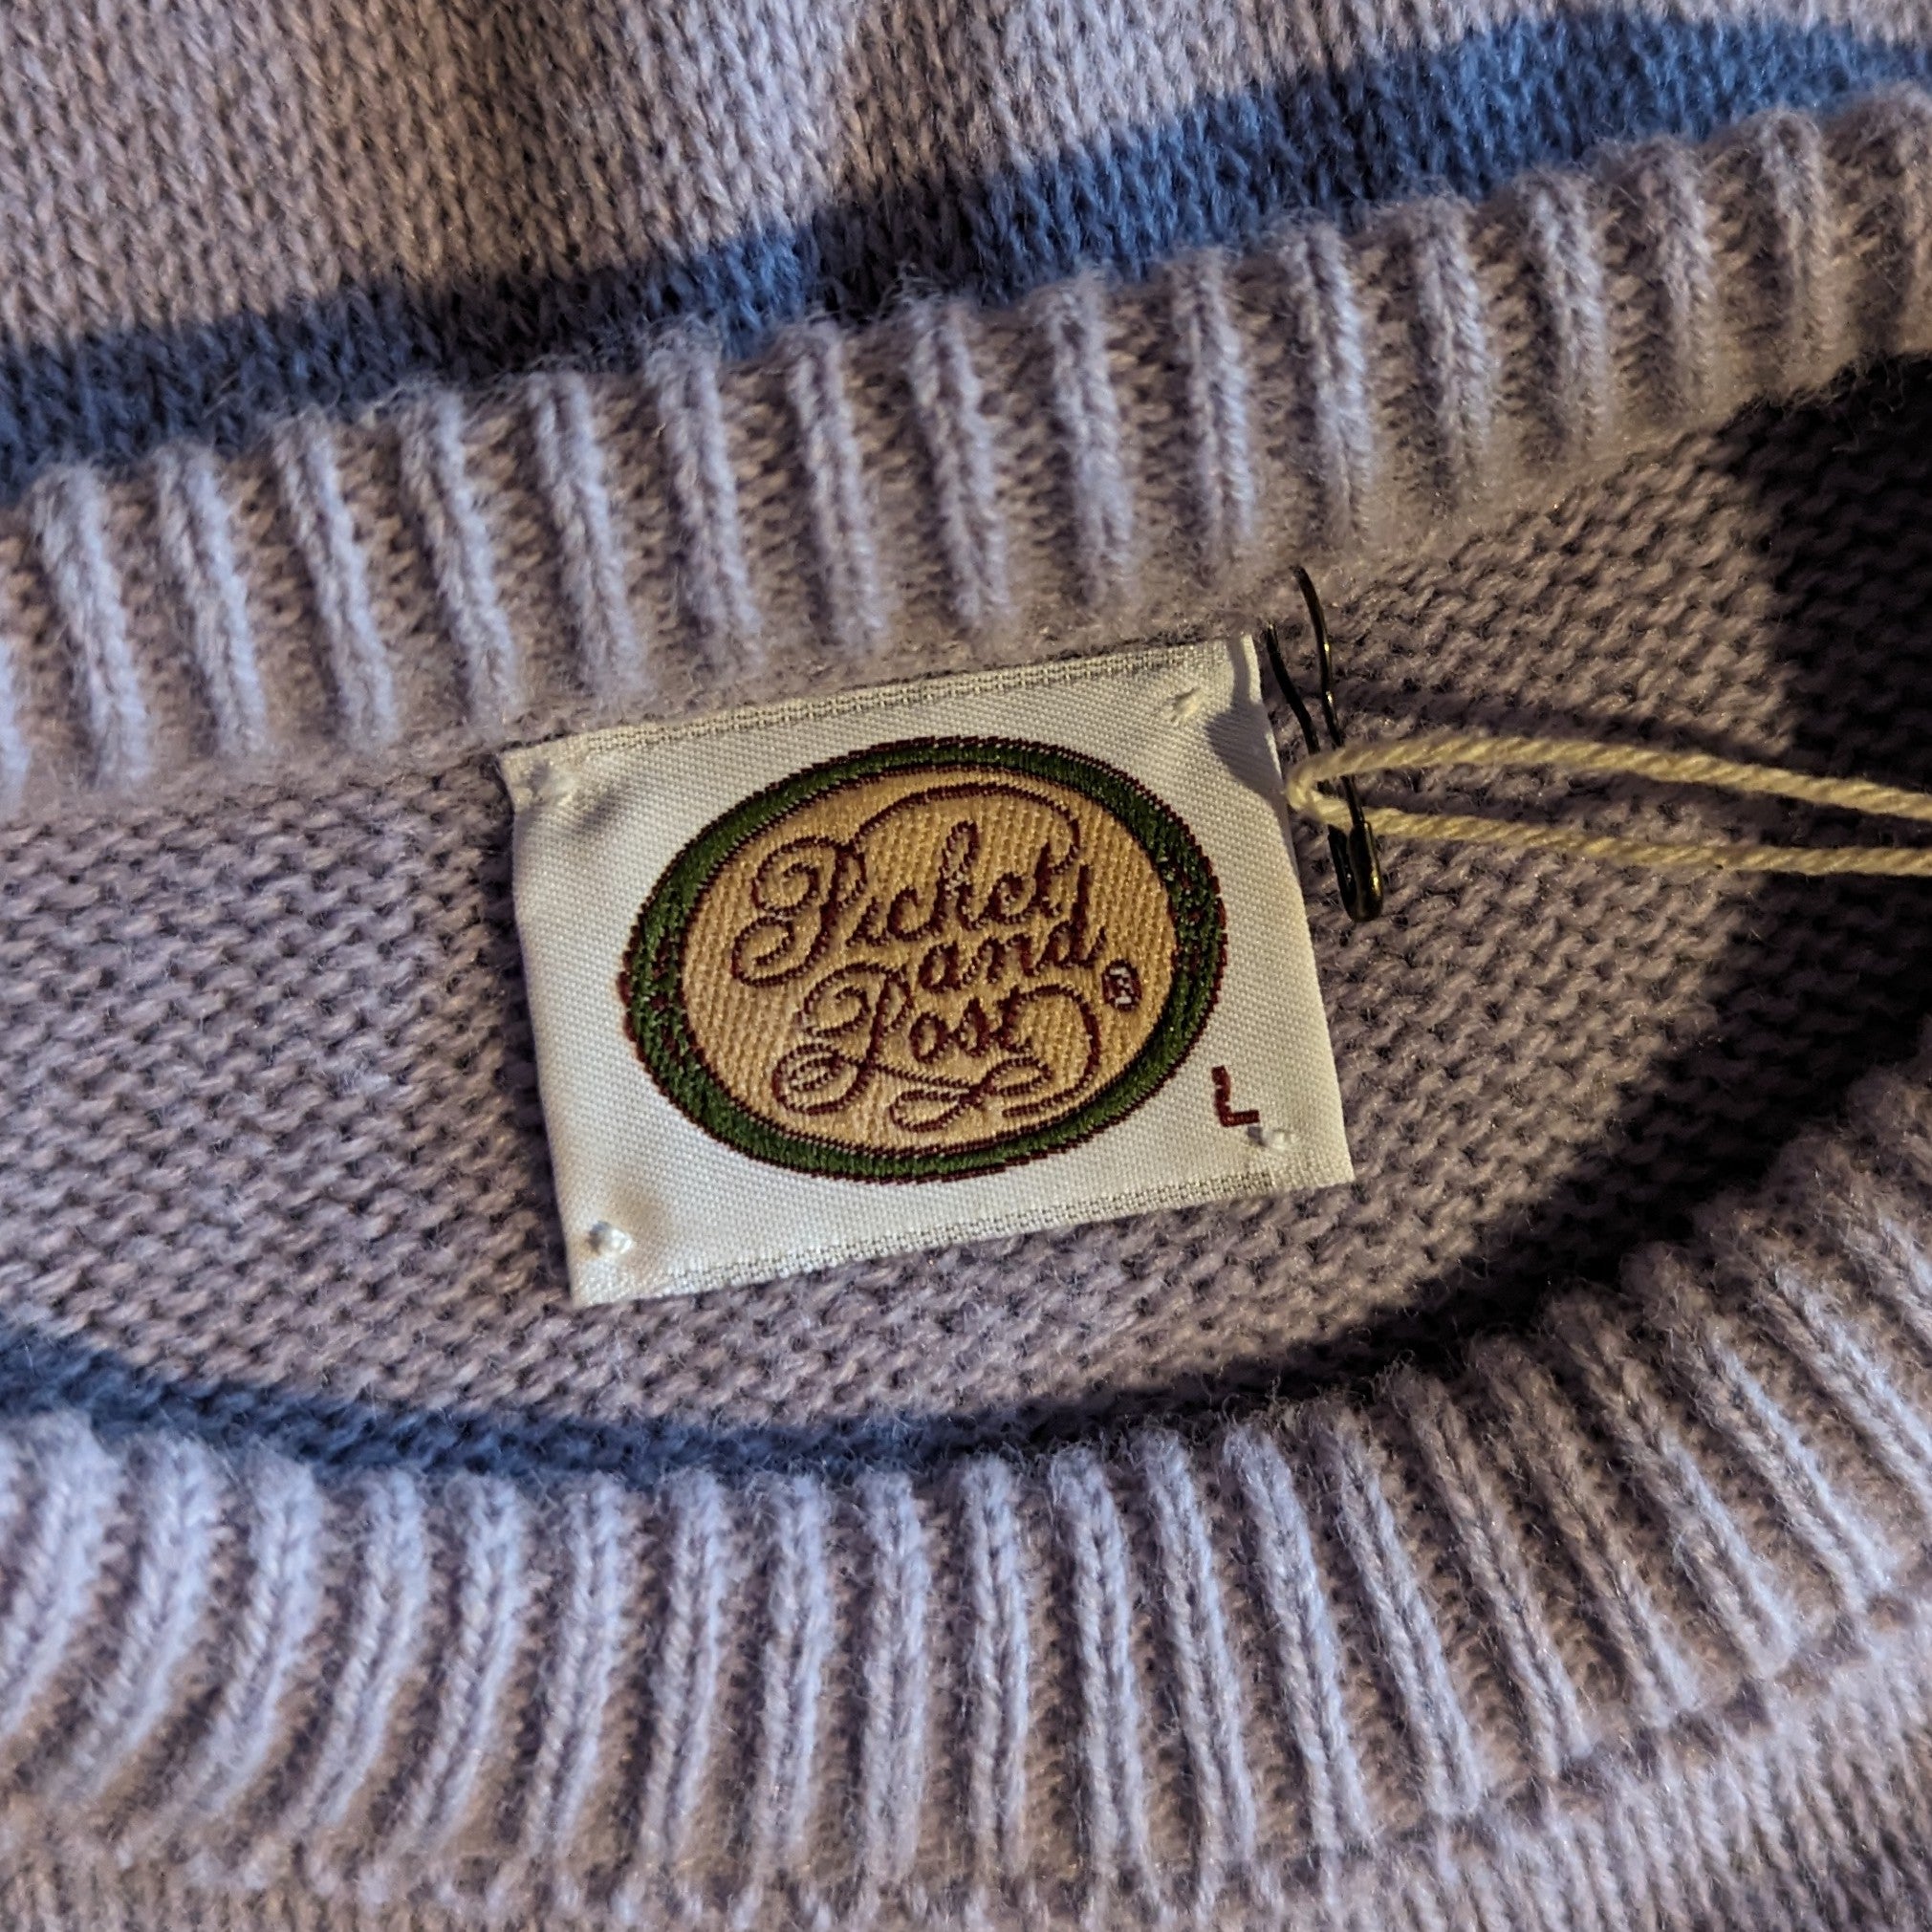 Picket
and
Post®
L